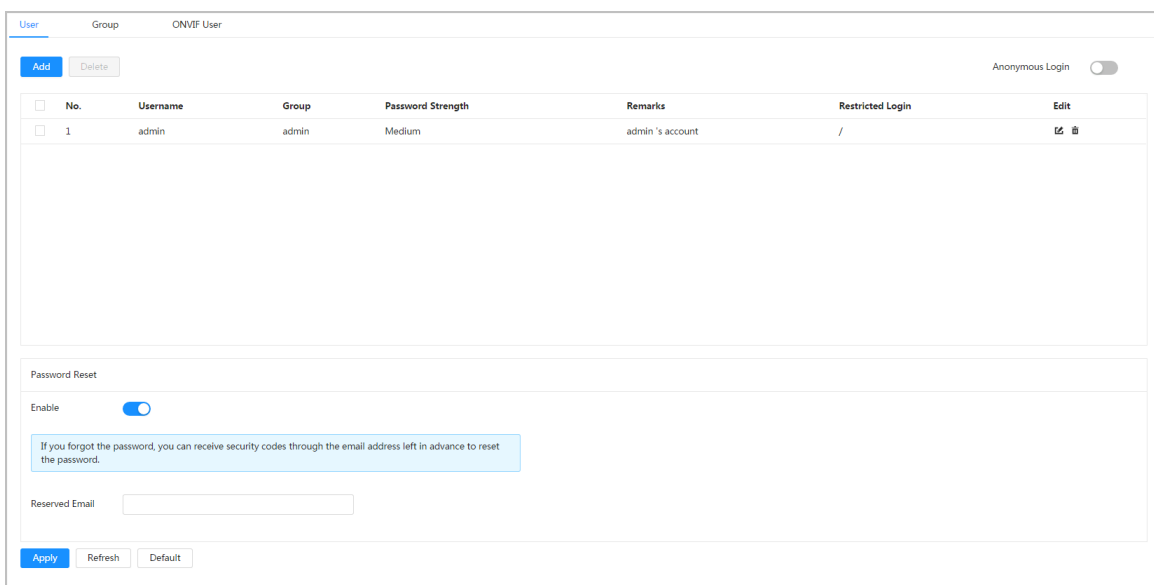 User Group ONVIF User
Add Delete Anonymous Login
No. Username Group Password Strength Remarks Restricted Login Edit
1 admin admin Medium admin 's account /
Password Reset
Enable
If you forgot the password, you can receive security codes through the email address left in advance to reset
the password.
Reserved Email
Apply Refresh Default